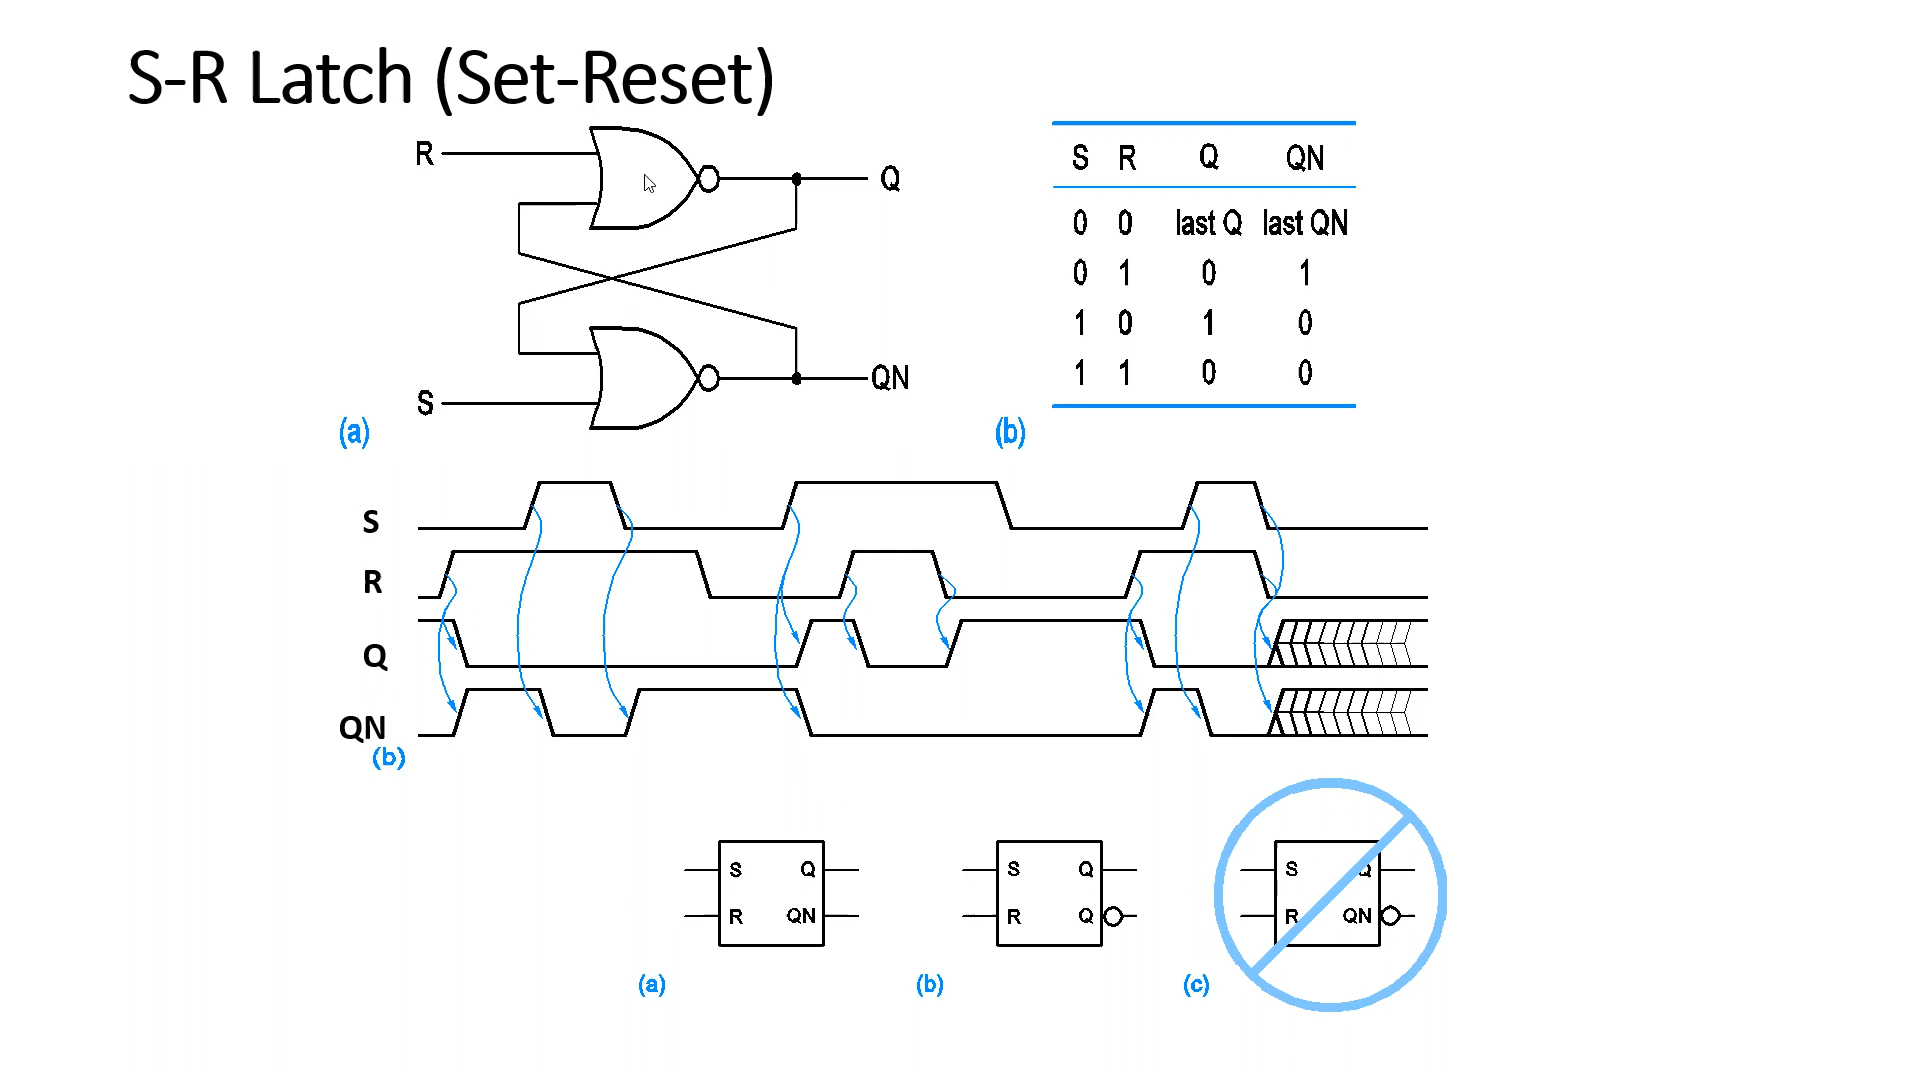 S-R Latch (Set-Reset)
R
Q
QN
S
(a)
S R Q QN
0 0 last Q last QN
0 1 0 1
1 0 1 0
1 1 0 0
(b)
S
R
Q
QN
(b)
S Q
R QN
(a)
S Q
R Q
(b)
S Q
R QN
(c)